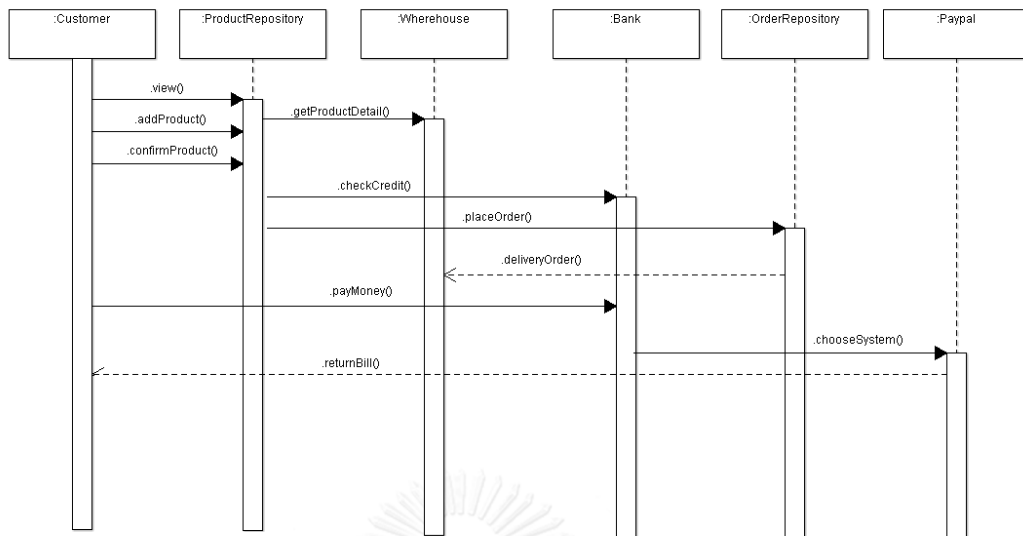 :Customer
:ProductRepository
:Wherehouse
:Bank
:OrderRepository
:Paypal
.view()
.getProductDetail()
.addProduct()
.confirmProduct()
.checkCredit()
.placeOrder()
.deliveryOrder()
.payMoney()
.chooseSystem()
.returnBill()